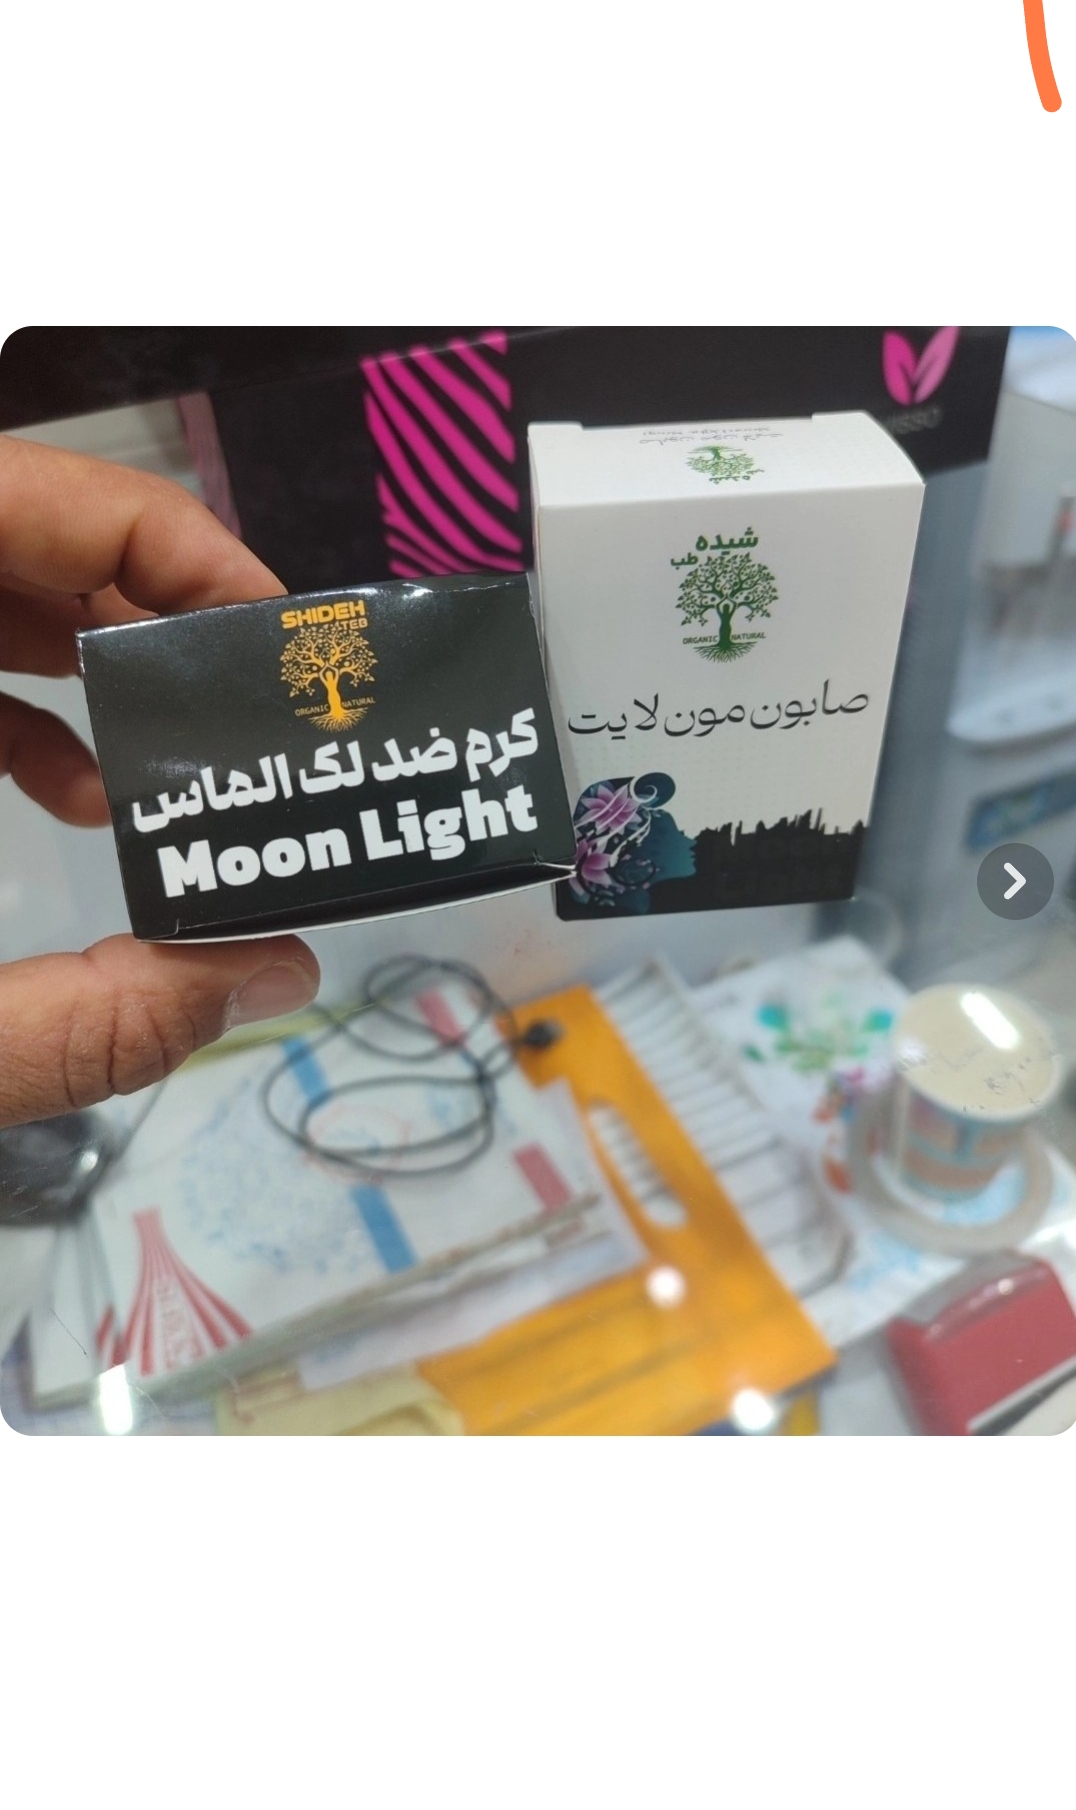 SHIDEH
TEB
ORGANIC NATURAL
کرم ضد لک الماس
Moon Light
شیده
طب
ORGANIC NATURAL
صابون مون لایت